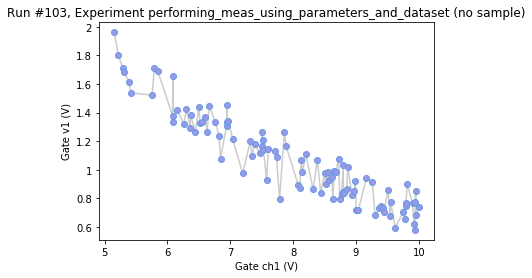 Run #103, Experiment performing_meas_using_parameters_and_dataset (no sample)
2
1.8
1.6
1.4
1.2
1
0.8
0.6
Gate v1 (V)
5 6 7 8 9 10
Gate ch1 (V)